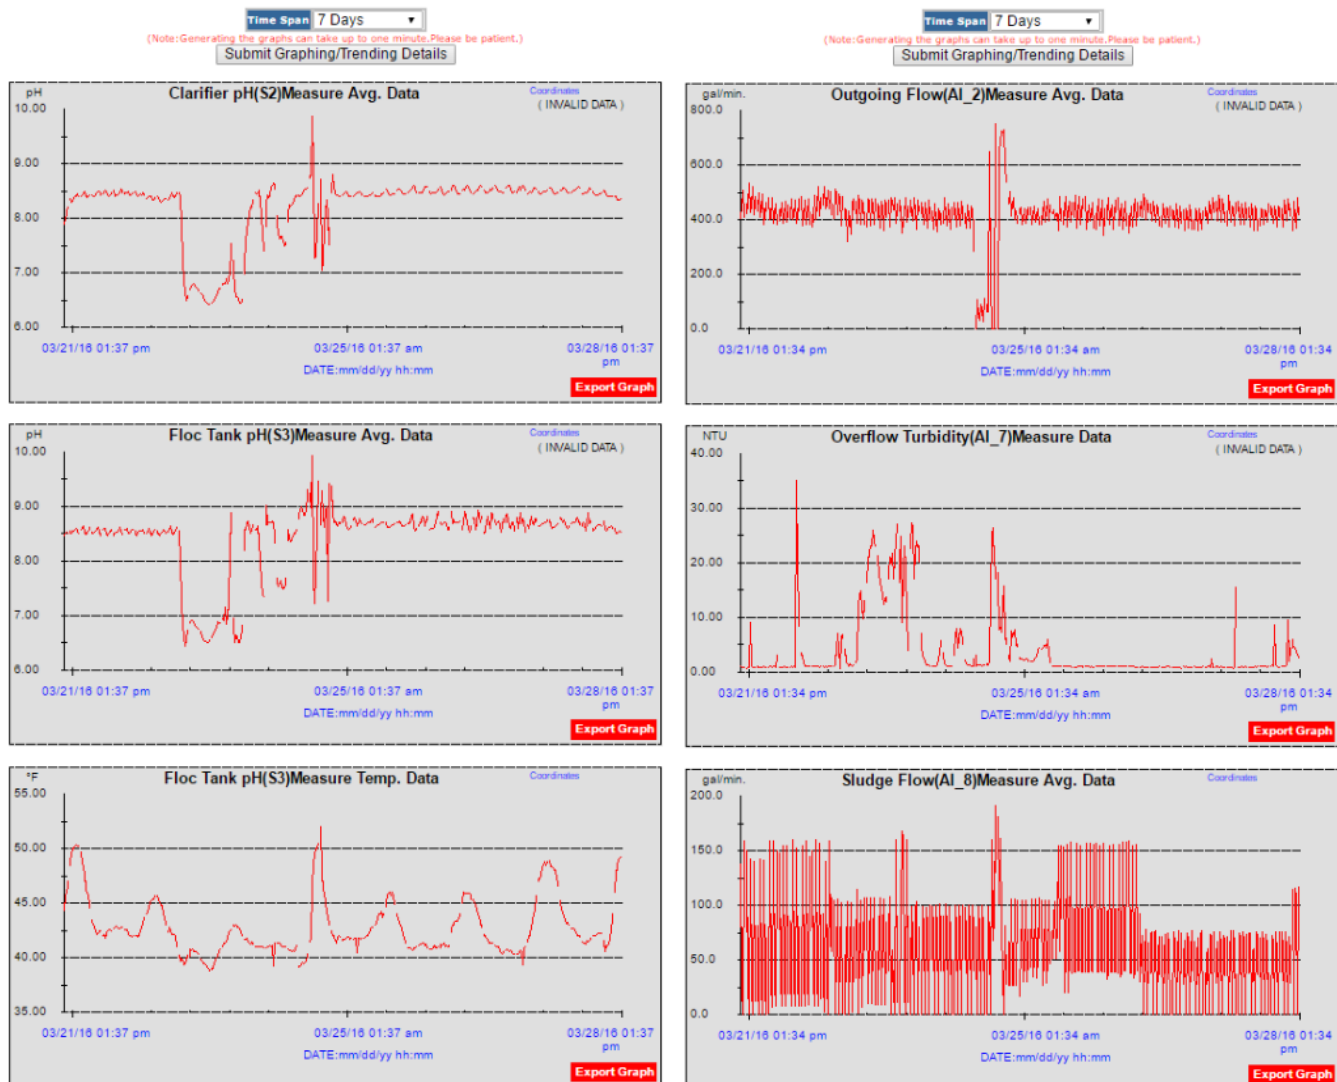 Time Span 7 Days
(Note:Generating the graphs can take up to one minute.Please be patient.)
Submit Graphing/Trending Details
pH
Clarifier pH(S2)Measure Avg. Data
Coordinates
( INVALID DATA )
10.00
9.00
8.00
7.00
6.00
03/21/16 01:37 pm
03/25/16 01:37 am
03/28/16 01:37
pm
DATE:mm/dd/yy hh:mm
Export Graph
pH
Floc Tank pH(S3)Measure Avg. Data
Coordinates
( INVALID DATA )
10.00
9.00
8.00
7.00
6.00
03/21/16 01:37 pm
03/25/16 01:37 am
03/28/16 01:37
pm
DATE:mm/dd/yy hh:mm
Export Graph
°F
Floc Tank pH(S3)Measure Temp. Data
Coordinates
55.00
50.00
45.00
40.00
35.00
03/21/16 01:37 pm
03/25/16 01:37 am
03/28/16 01:37
pm
DATE:mm/dd/yy hh:mm
Export Graph
Time Span 7 Days
(Note:Generating the graphs can take up to one minute.Please be patient.)
Submit Graphing/Trending Details
gal/min.
Outgoing Flow(AI_2)Measure Avg. Data
Coordinates
( INVALID DATA )
800.0
600.0
400.0
200.0
0.0
03/21/16 01:34 pm
03/25/16 01:34 am
03/28/16 01:34
pm
DATE:mm/dd/yy hh:mm
Export Graph
NTU
Overflow Turbidity(AI_7)Measure Data
Coordinates
( INVALID DATA )
40.00
30.00
20.00
10.00
0.00
03/21/16 01:34 pm
03/25/16 01:34 am
03/28/16 01:34
pm
DATE:mm/dd/yy hh:mm
Export Graph
gal/min.
Sludge Flow(AI_8)Measure Avg. Data
Coordinates
200.0
150.0
100.0
50.0
0.0
03/21/16 01:34 pm
03/25/16 01:34 am
03/28/16 01:34
pm
DATE:mm/dd/yy hh:mm
Export Graph